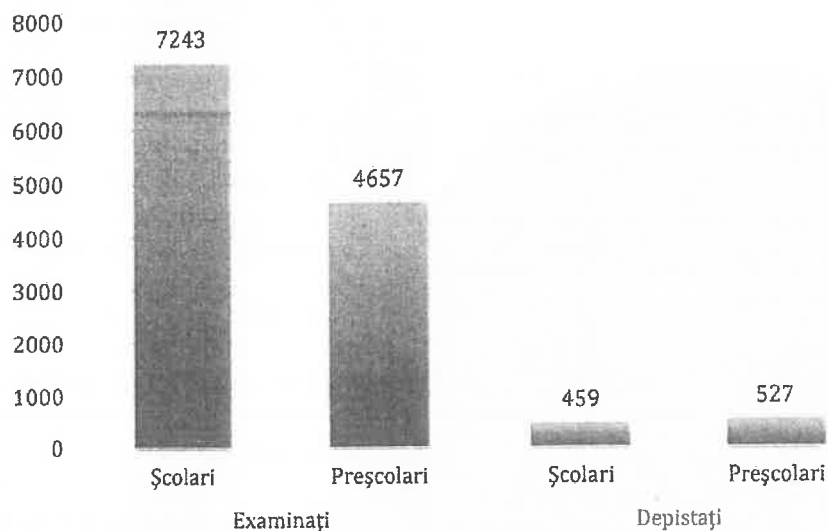 8000
7243
7000
6000
5000
4657
4000
3000
2000
1000
459
527
0
Şcolari
Preşcolari
Şcolari
Preşcolari
Examinaţi
Depistaţi